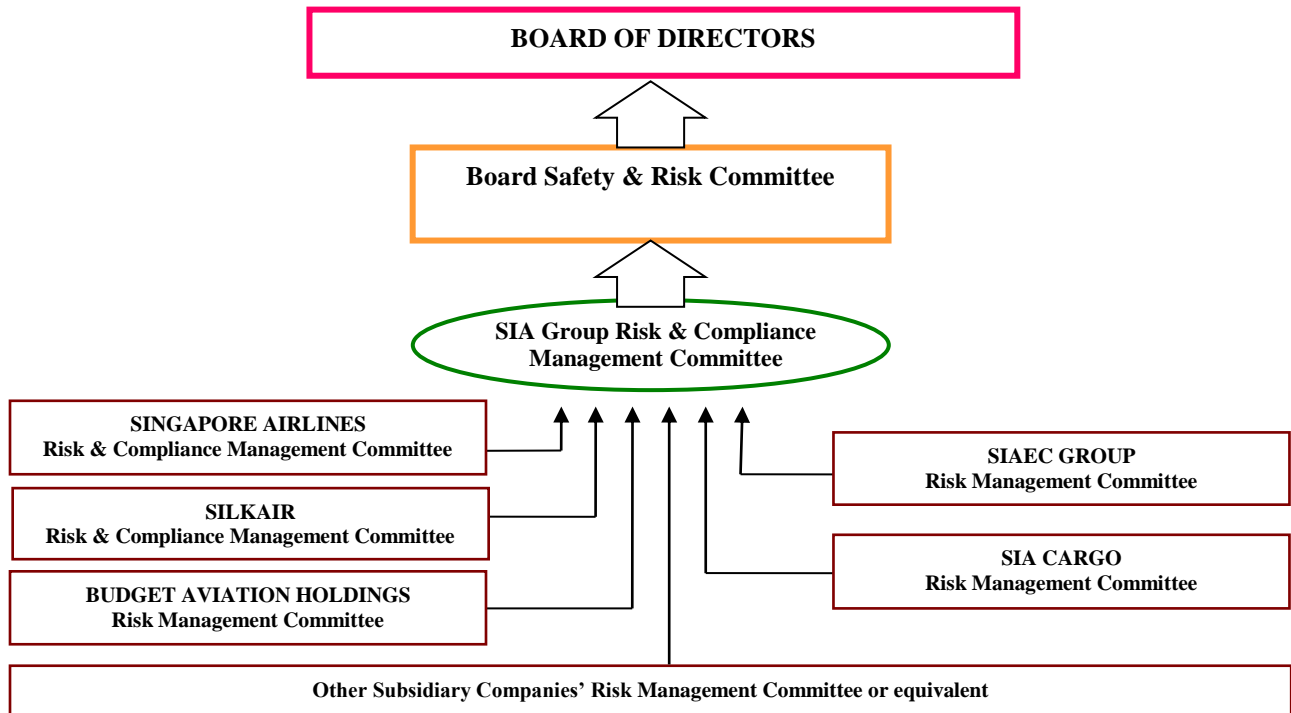 BOARD OF DIRECTORS
Board Safety & Risk Committee
SIA Group Risk & Compliance
Management Committee
SINGAPORE AIRLINES
Risk & Compliance Management Committee
SILKAIR
Risk & Compliance Management Committee
BUDGET AVIATION HOLDINGS
Risk Management Committee
SIAEC GROUP
Risk Management Committee
SIA CARGO
Risk Management Committee
Other Subsidiary Companies’ Risk Management Committee or equivalent